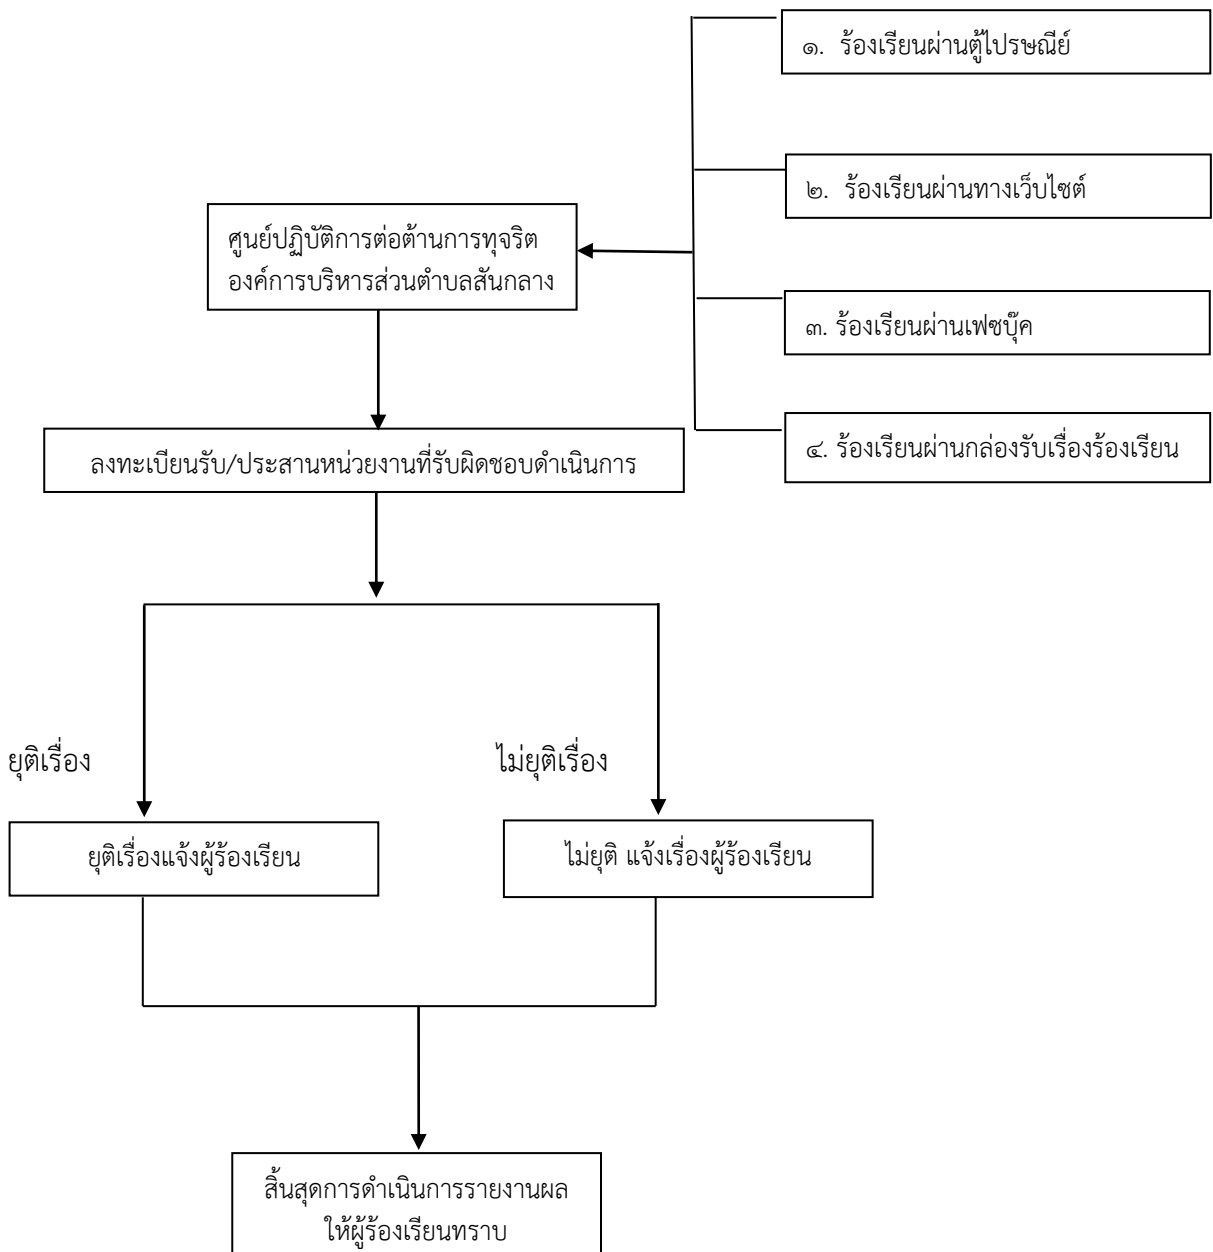 ๑. ร้องเรียนผ่านตู้ไปรษณีย์
๒. ร้องเรียนผ่านทางเว็บไซต์
ศูนย์ปฏิบัติการต่อต้านการทุจริต
องค์การบริหารส่วนตำบลสันกลาง
๓. ร้องเรียนผ่านเฟซบุ๊ค
๔. ร้องเรียนผ่านกล่องรับเรื่องร้องเรียน
ลงทะเบียนรับ/ประสานหน่วยงานที่รับผิดชอบดำเนินการ
ยุติเรื่อง
ไม่ยุติเรื่อง
ยุติเรื่องแจ้งผู้ร้องเรียน
ไม่ยุติ แจ้งเรื่องผู้ร้องเรียน
สิ้นสุดการดำเนินการรายงานผล
ให้ผู้ร้องเรียนทราบ